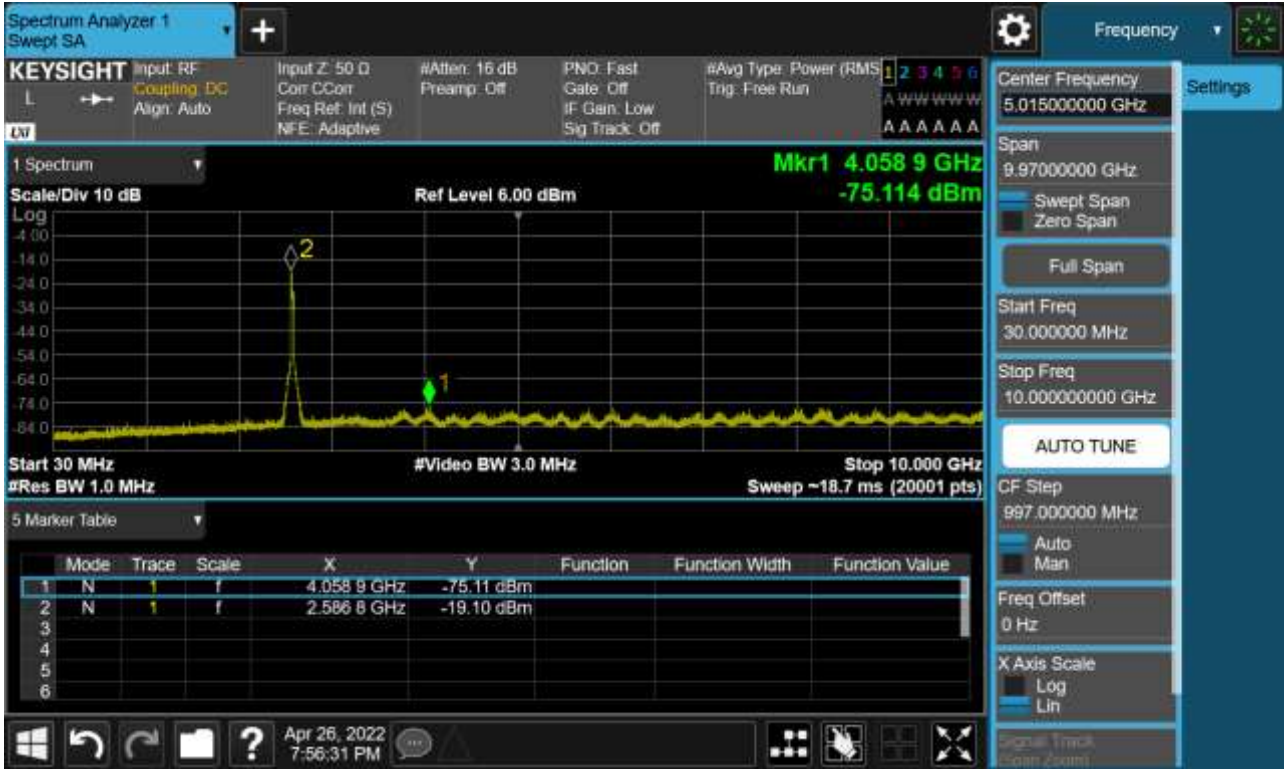 Spectrum Analyzer 1
Swept SA
+
Frequency
KEYSIGHT
L
LXI
Input: RF
Coupling: DC
Align: Auto
Input Z: 50 Ω
Corr CCorr
Freq Ref: Int (S)
NFE: Adaptive
#Atten: 16 dB
Preamp: Off
PNO: Fast
Gate: Off
IF Gain: Low
Sig Track: Off
#Avg Type: Power (RMS
Trig: Free Run
1 2 3 4 5 6
A W W W W W
A A A A A A
1 Spectrum
Scale/Div 10 dB
Ref Level 6.00 dBm
Mkr1 4.058 9 GHz
-75.114 dBm
Log
-4.00
-14.0
-24.0
-34.0
-44.0
-54.0
-64.0
-74.0
-84.0
2
1
Start 30 MHz
#Video BW 3.0 MHz
Stop 10.000 GHz
#Res BW 1.0 MHz
Sweep ~18.7 ms (20001 pts)
5 Marker Table
Mode Trace Scale X Y Function Function Width Function Value
1 N 1 f 4.058 9 GHz -75.11 dBm
2 N 1 f 2.586 8 GHz -19.10 dBm
3
4
5
6
?
Apr 26, 2022
7:56:31 PM
Center Frequency
5.015000000 GHz
Settings
Span
9.97000000 GHz
Swept Span
Zero Span
Full Span
Start Freq
30.000000 MHz
Stop Freq
10.000000000 GHz
AUTO TUNE
CF Step
997.000000 MHz
Auto
Man
Freq Offset
0 Hz
X Axis Scale
Log
Lin
Signal Track
(Span Zoom)